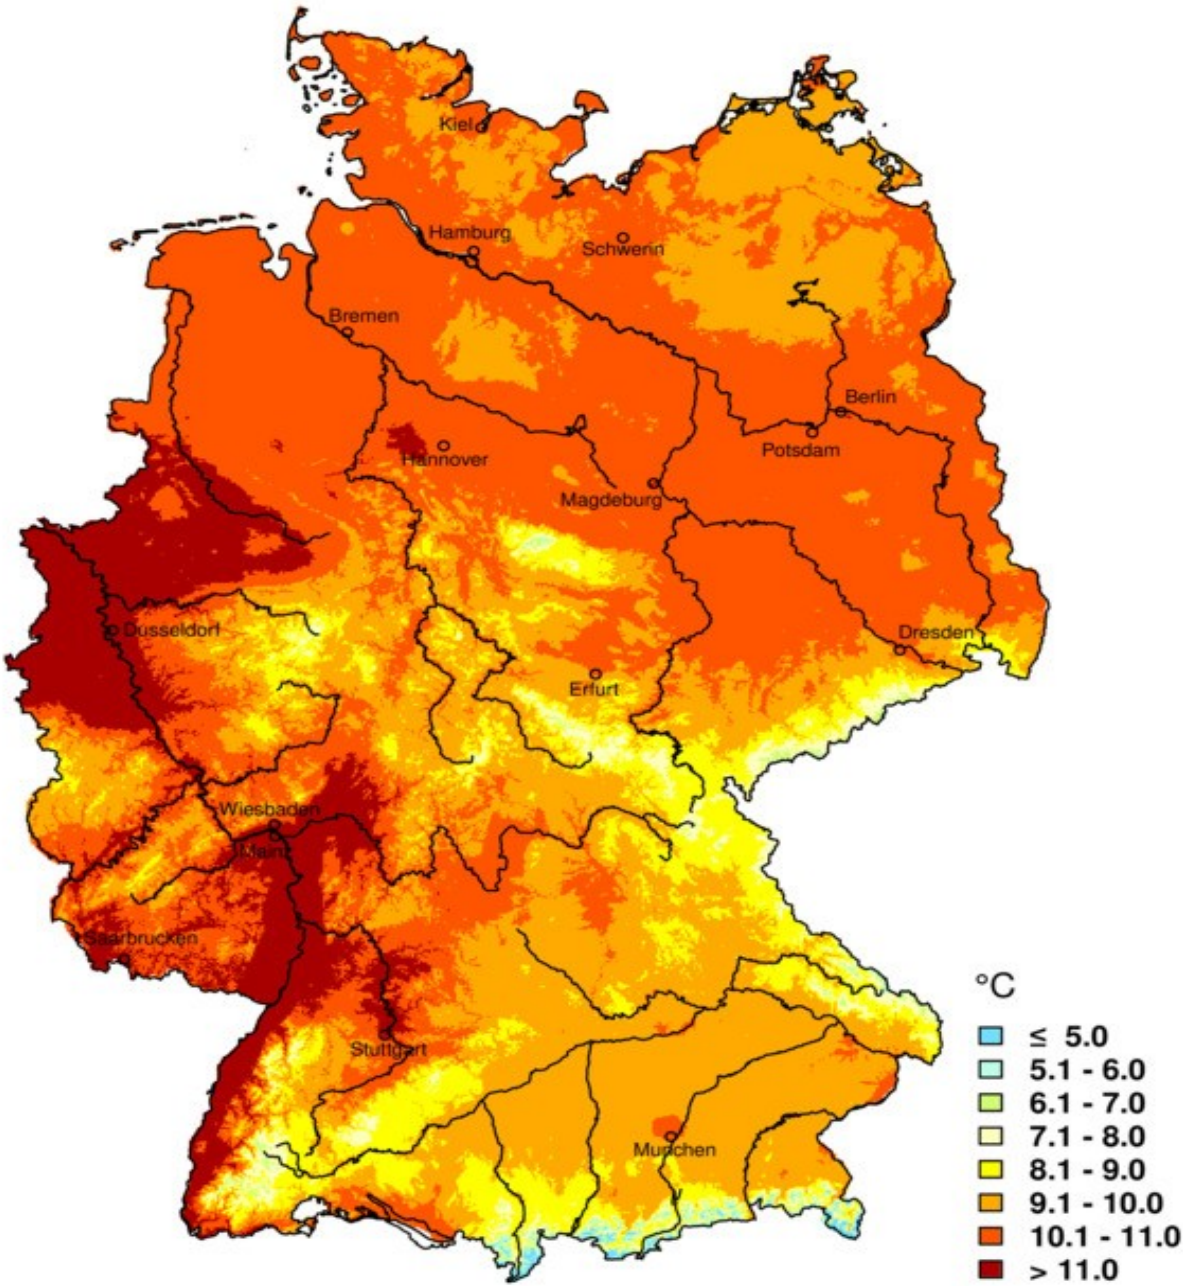 Kiel
Hamburg
Schwerin
Bremen
Berlin
Hannover
Potsdam
Magdeburg
Düsseldorf
Dresden
Erfurt
Wiesbaden
Mainz
Saarbrucken
Stuttgart
Munchen
°C
≤ 5.0
5.1 - 6.0
6.1 - 7.0
7.1 - 8.0
8.1 - 9.0
9.1 - 10.0
10.1 - 11.0
> 11.0